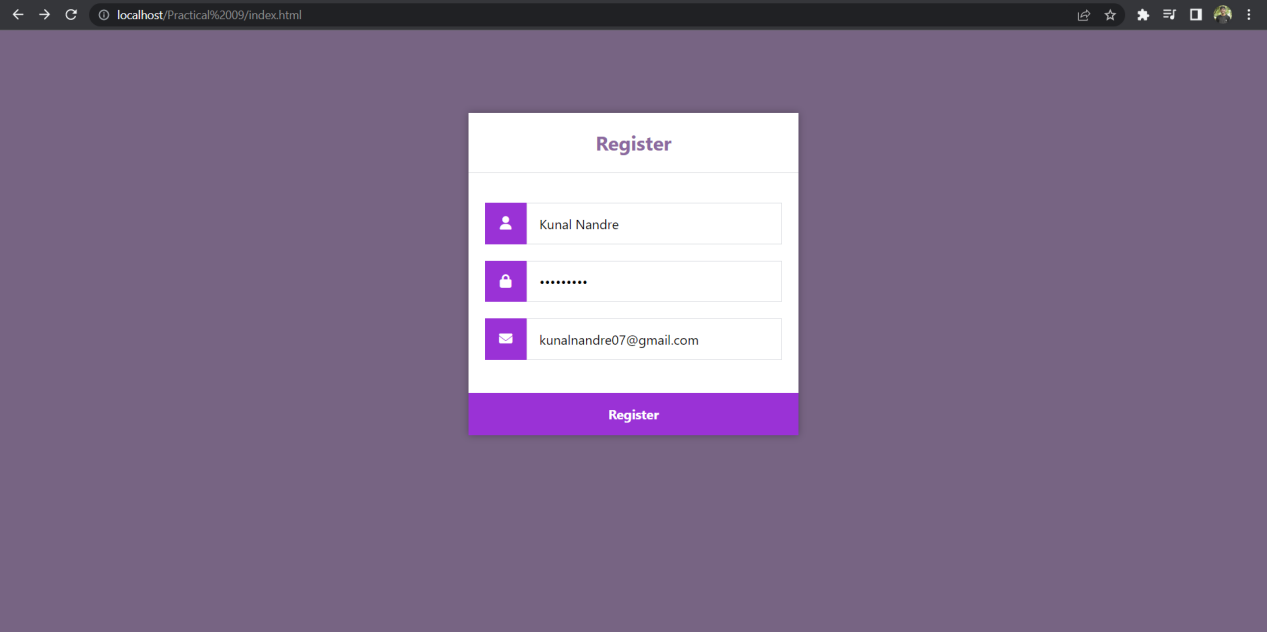 localhost/Practical%2009/index.html
Register
Kunal Nandre
•••••••••
kunalnandre07@gmail.com
Register